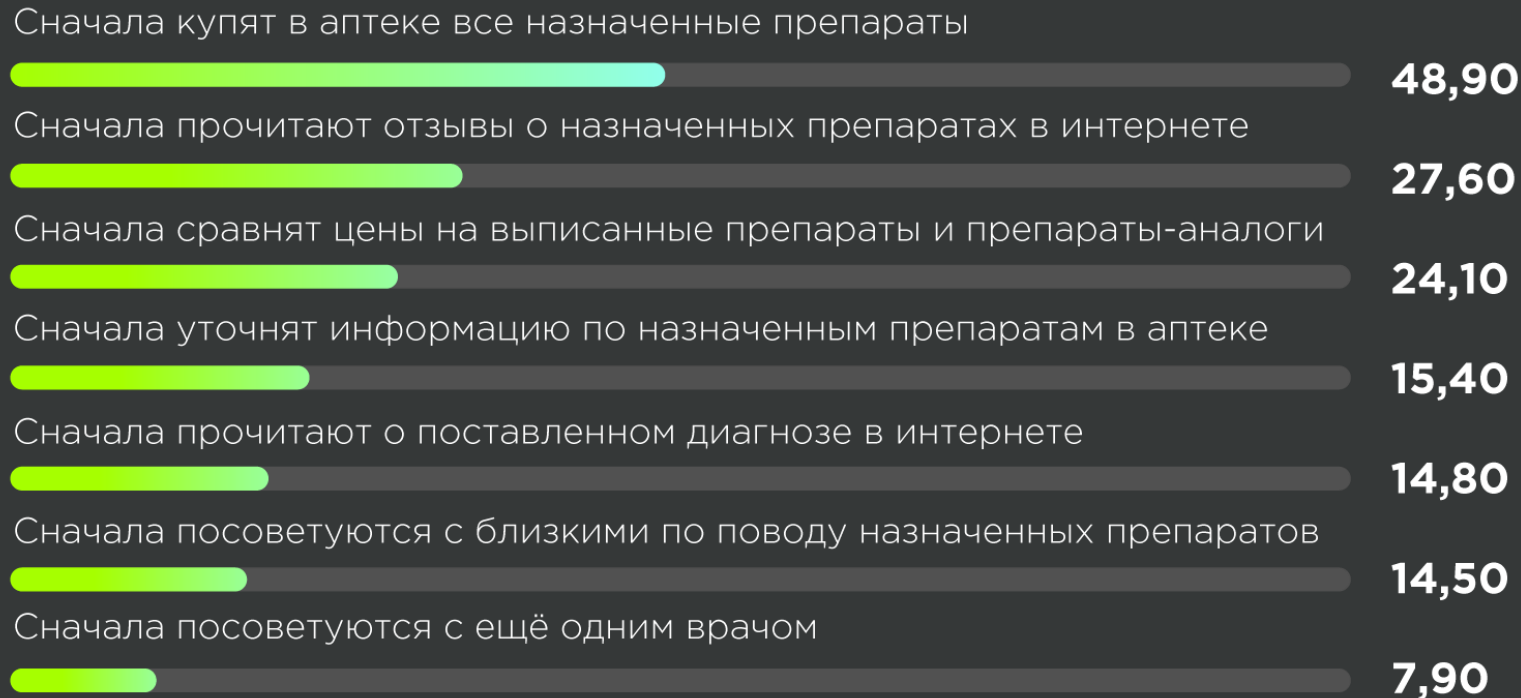 Сначала купят в аптеке все назначенные препараты
48,90
Сначала прочитают отзывы о назначенных препаратах в интернете
27,60
Сначала сравнят цены на выписанные препараты и препараты-аналоги
24,10
Сначала уточнят информацию по назначенным препаратам в аптеке
15,40
Сначала прочитают о поставленном диагнозе в интернете
14,80
Сначала посоветуются с близкими по поводу назначенных препаратов
14,50
Сначала посоветуются с ещё одним врачом
7,90